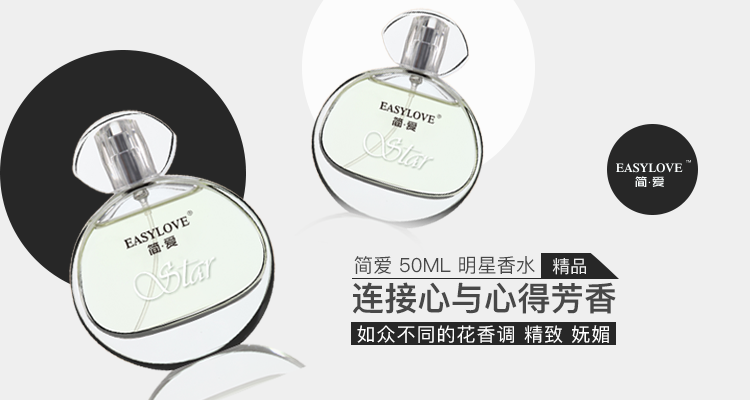 EASYLOVE®
简·爱
Star
EASYLOVE®
简·爱
Star
EASYLOVE™
简·爱
简爱 50ML 明星香水 精品
连接心与心得芳香
如众不同的花香调 精致 妩媚